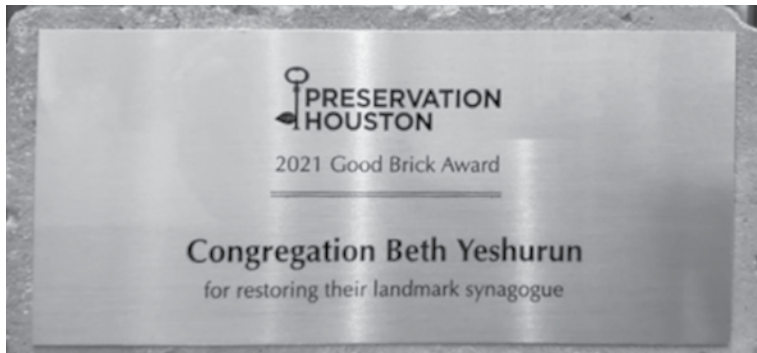 PRESERVATION
HOUSTON
2021 Good Brick Award
Congregation Beth Yeshurun
for restoring their landmark synagogue